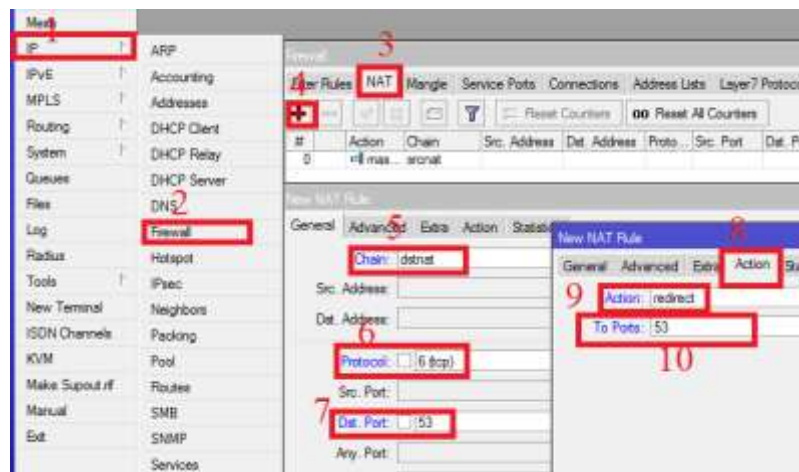 Mesh
1
IP
IPv6
MPLS
Routing
System
Queues
Files
Log
Radius
Tools
New Terminal
ISDN Channels
KVM
Make Supout.rif
Manual
Exit
ARP
Accounting
Addresses
DHCP Client
DHCP Relay
DHCP Server
DNS
2
Firewall
Hotspot
IPsec
Neighbors
Packing
Pool
Routes
SMB
SNMP
Services
Firewall
3
Filter Rules NAT Mangle Service Ports Connections Address Lists Layer7 Protoco
4
Reset Counters 00 Reset All Counters
# Action Chain Src. Address Dst. Address Proto... Src. Port Dst. P
0 mas... srcnat
New NAT Rule
General Advanced Extra Action Statisti
5
Chain: dstnat
Src. Address:
Dst. Address:
6
Protocol: 6 (tcp)
Src. Port:
7
Dst. Port: 53
Any. Port:
New NAT Rule
8
General Advanced Extra Action Sta
9
Action: redirect
To Ports: 53
10